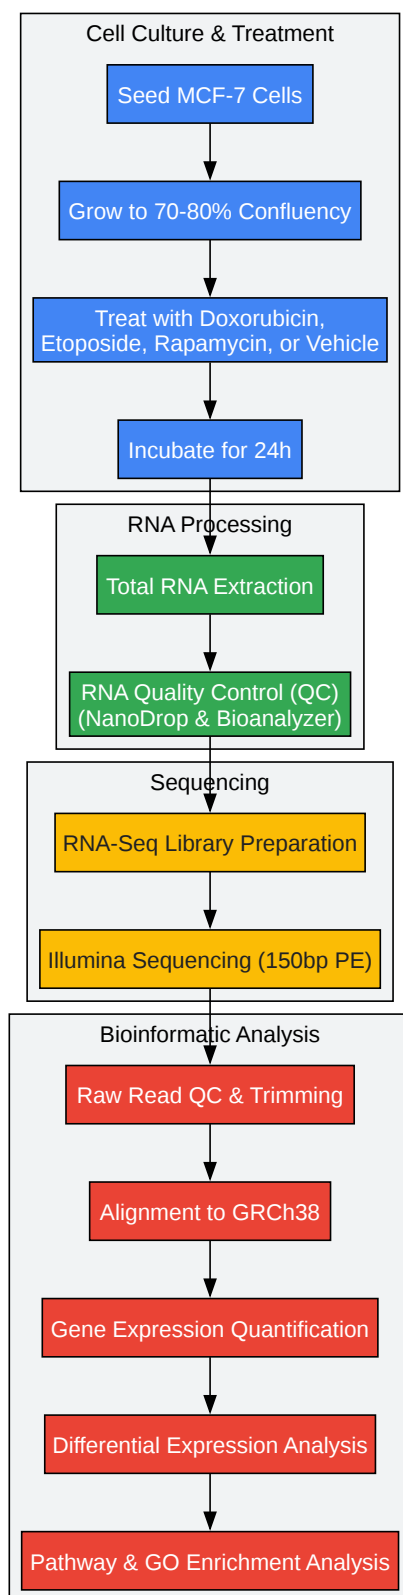 Cell Culture & Treatment
Seed MCF-7 Cells
Grow to 70-80% Confluency
Treat with Doxorubicin,
Etoposide, Rapamycin, or Vehicle
Incubate for 24h
RNA Processing
Total RNA Extraction
RNA Quality Control (QC)
(NanoDrop & Bioanalyzer)
Sequencing
RNA-Seq Library Preparation
Illumina Sequencing (150bp PE)
Bioinformatic Analysis
Raw Read QC & Trimming
Alignment to GRCh38
Gene Expression Quantification
Differential Expression Analysis
Pathway & GO Enrichment Analysis